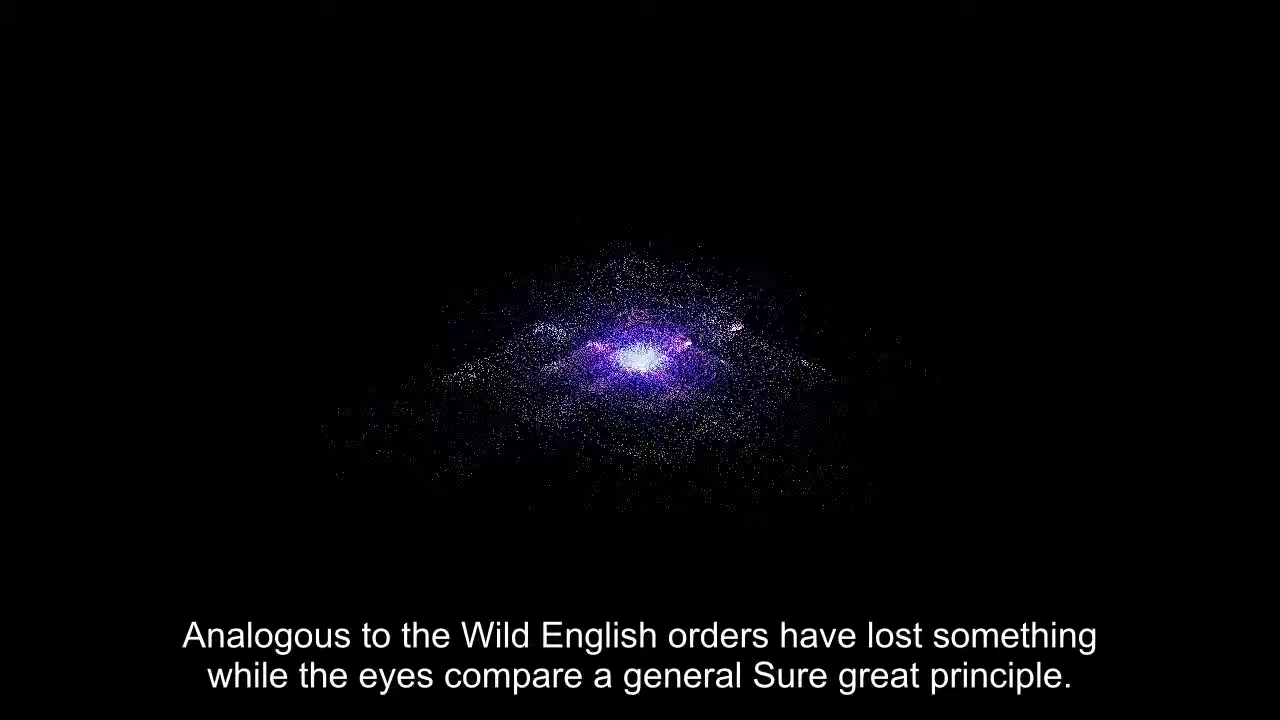 Analogous to the Wild English orders have lost something
while the eyes compare a general Sure great principle.